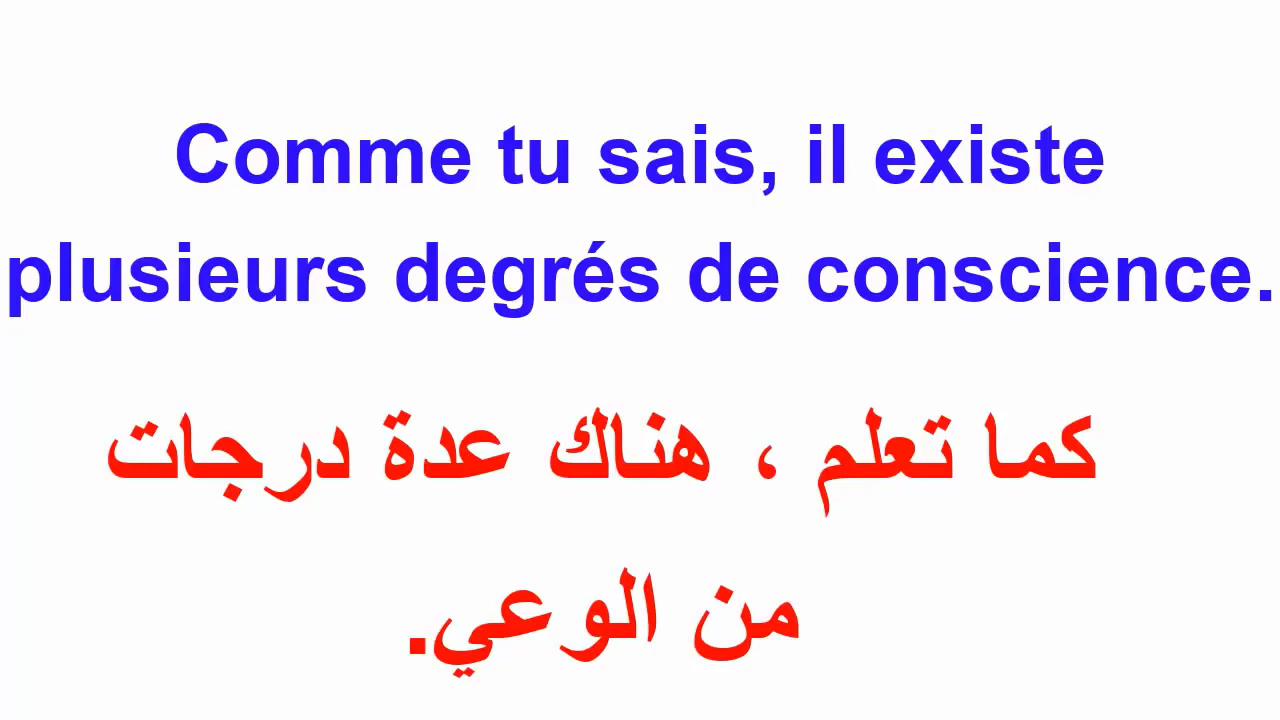 Comme tu sais, il existe
plusieurs degrés de conscience.
كما تعلم ، هناك عدة درجات
من الوعي.